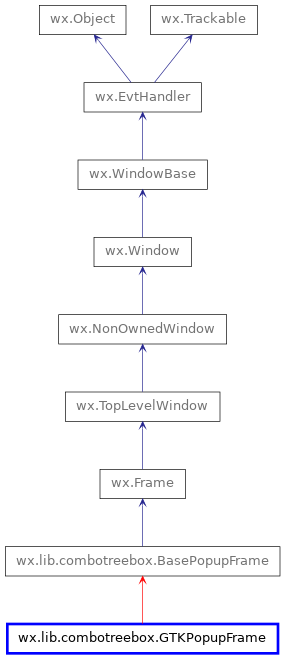 wx.Object
wx.Trackable
wx.EvtHandler
wx.WindowBase
wx.Window
wx.NonOwnedWindow
wx.TopLevelWindow
wx.Frame
wx.lib.combotreebox.BasePopupFrame
wx.lib.combotreebox.GTKPopupFrame